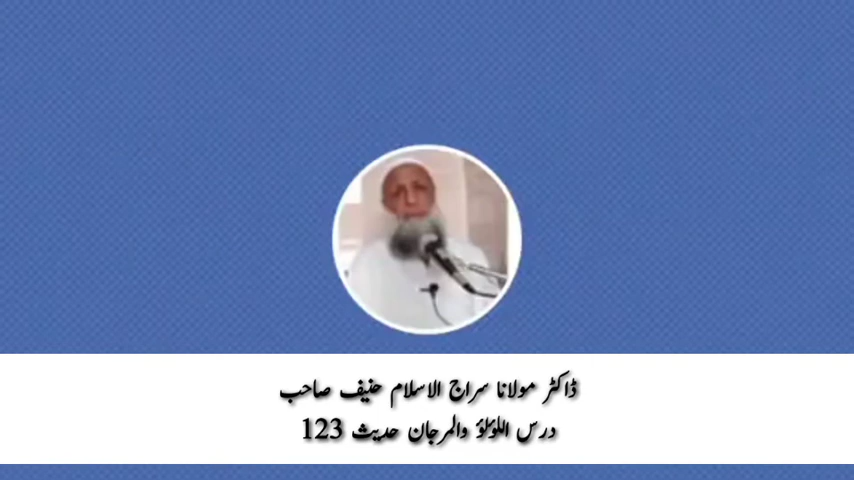 ڈاکٹر مولانا سراج الاسلام حنیف صاحب
درس اللؤلؤ والمرجان حدیث 123